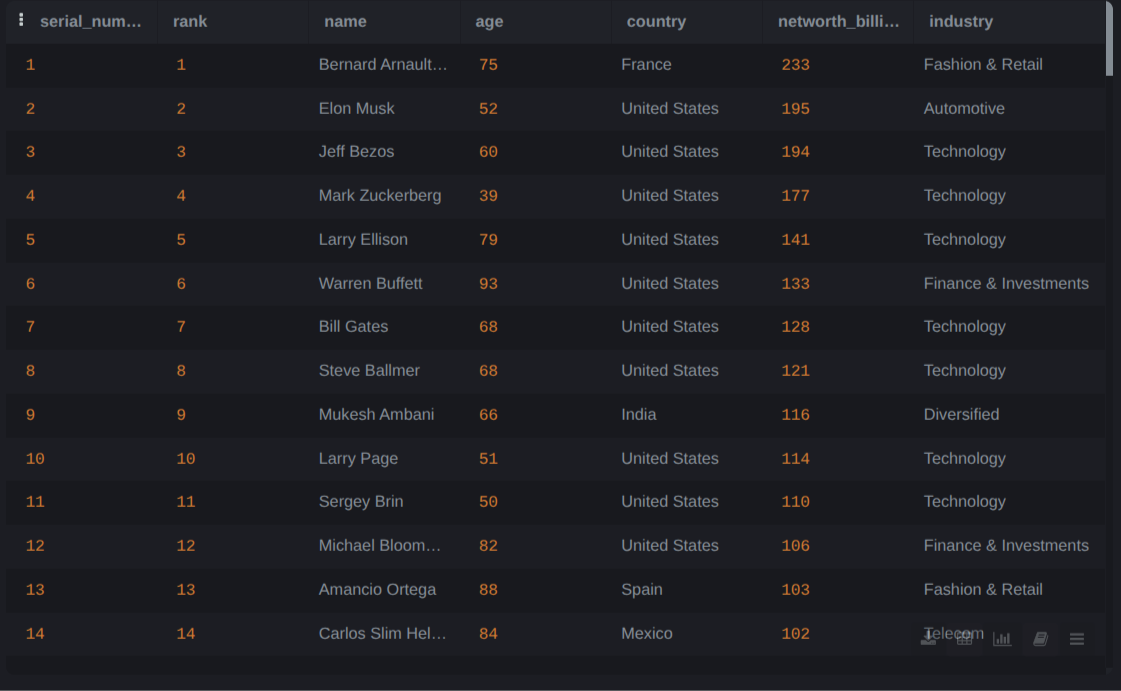 serial_num… rank name age country networth_billi… industry
1 1 Bernard Arnault… 75 France 233 Fashion & Retail
2 2 Elon Musk 52 United States 195 Automotive
3 3 Jeff Bezos 60 United States 194 Technology
4 4 Mark Zuckerberg 39 United States 177 Technology
5 5 Larry Ellison 79 United States 141 Technology
6 6 Warren Buffett 93 United States 133 Finance & Investments
7 7 Bill Gates 68 United States 128 Technology
8 8 Steve Ballmer 68 United States 121 Technology
9 9 Mukesh Ambani 66 India 116 Diversified
10 10 Larry Page 51 United States 114 Technology
11 11 Sergey Brin 50 United States 110 Technology
12 12 Michael Bloom… 82 United States 106 Finance & Investments
13 13 Amancio Ortega 88 Spain 103 Fashion & Retail
14 14 Carlos Slim Hel… 84 Mexico 102 Telecom